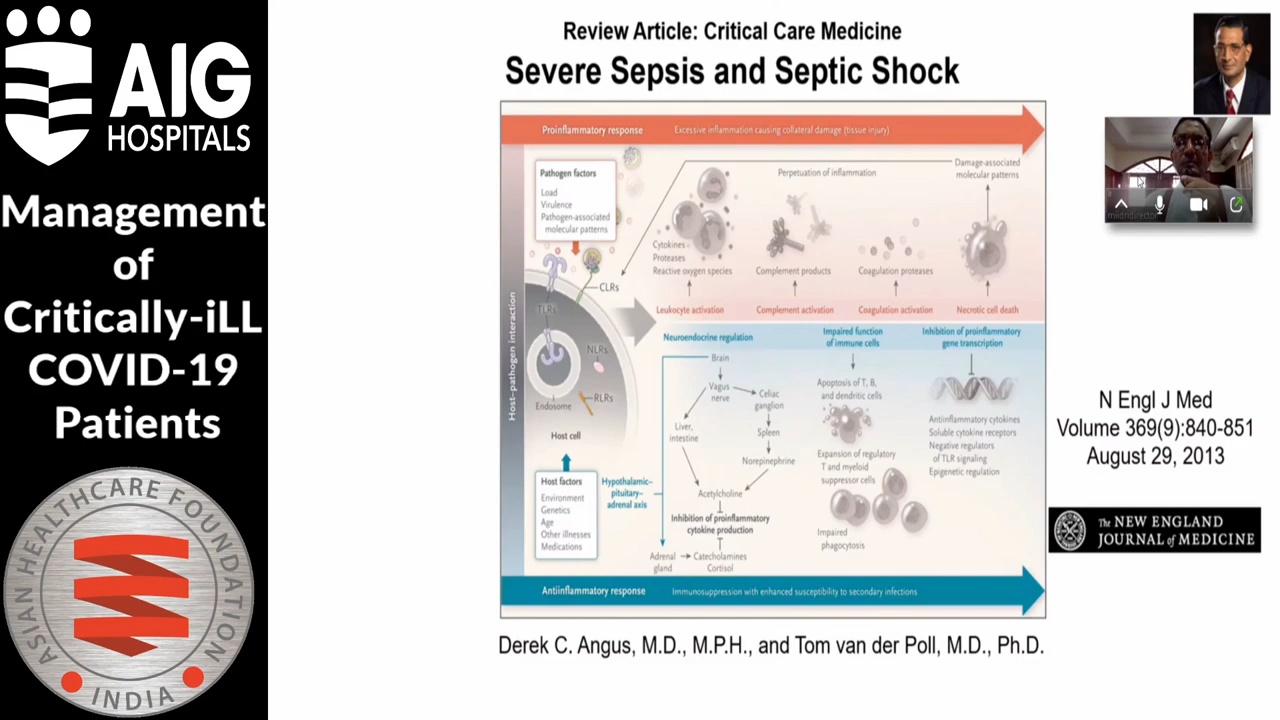 AIG
HOSPITALS
Management
of
Critically-iLL
COVID-19
Patients
ASIAN HEALTHCARE FOUNDATION
INDIA
Review Article: Critical Care Medicine
Severe Sepsis and Septic Shock
Proinflammatory response
Excessive inflammation causing collateral damage (tissue injury)
Host–pathogen interaction
Pathogen factors
Load
Virulence
Pathogen-associated
molecular patterns
TLRs
CLRs
NLRs
RLRs
Endosome
Host cell
Host factors
Environment
Genetics
Age
Other illnesses
Medications
Perpetuation of inflammation
Damage-associated
molecular patterns
Cytokines
Proteases
Reactive oxygen species
Complement products
Coagulation proteases
Leukocyte activation
Complement activation
Coagulation activation
Necrotic cell death
Neuroendocrine regulation
Brain
Vagus
nerve
Celiac
ganglion
Liver,
intestine
Spleen
Norepinephrine
Hypothalamic–
pituitary–
adrenal axis
Acetylcholine
Inhibition of proinflammatory
cytokine production
Adrenal
gland
Catecholamines
Cortisol
Impaired function
of immune cells
Apoptosis of T, B,
and dendritic cells
Expansion of regulatory
T and myeloid
suppressor cells
Impaired
phagocytosis
Inhibition of proinflammatory
gene transcription
Antiinflammatory cytokines
Soluble cytokine receptors
Negative regulators
of TLR signaling
Epigenetic regulation
Antiinflammatory response
Immunosuppression with enhanced susceptibility to secondary infections
Derek C. Angus, M.D., M.P.H., and Tom van der Poll, M.D., Ph.D.
N Engl J Med
Volume 369(9):840-851
August 29, 2013
The NEW ENGLAND
JOURNAL of MEDICINE